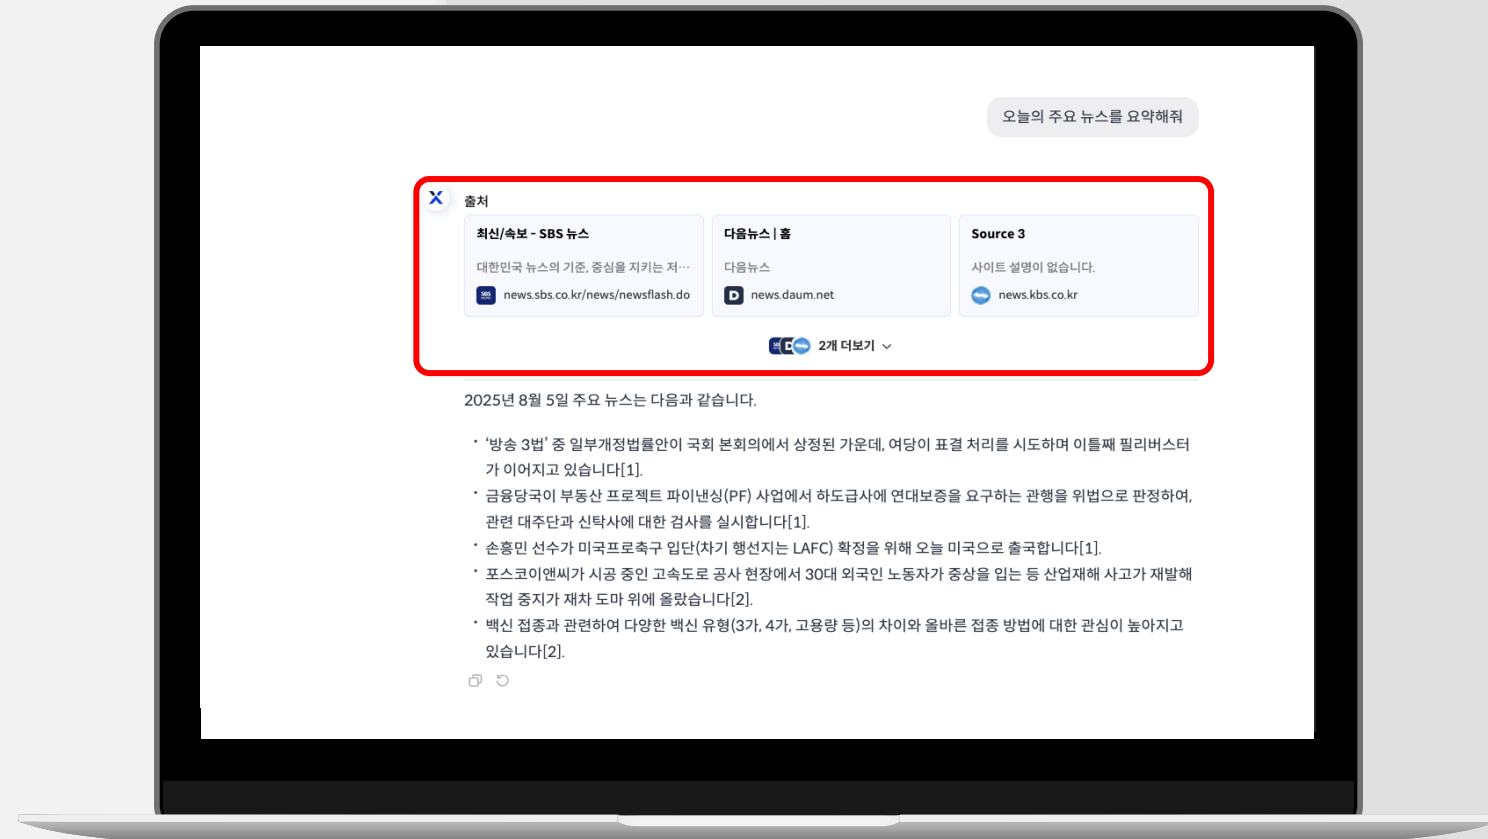 오늘의 주요 뉴스를 요약해줘
출처
최신/속보 - SBS 뉴스
대한민국 뉴스의 기준, 중심을 지키는 저…
news.sbs.co.kr/news/newsflash.do
다음뉴스 | 홈
다음뉴스
news.daum.net
Source 3
사이트 설명이 없습니다.
news.kbs.co.kr
2개 더보기
2025년 8월 5일 주요 뉴스는 다음과 같습니다.
• ‘방송 3법’ 중 일부개정법률안이 국회 본회의에서 상정된 가운데, 여당이 표결 처리를 시도하며 이틀째 필리버스터
가 이어지고 있습니다[1].
• 금융당국이 부동산 프로젝트 파이낸싱(PF) 사업에서 하도급사에 연대보증을 요구하는 관행을 위법으로 판정하여,
관련 대주단과 신탁사에 대한 검사를 실시합니다[1].
• 손흥민 선수가 미국프로축구 입단(차기 행선지는 LAFC) 확정을 위해 오늘 미국으로 출국합니다[1].
• 포스코이앤씨가 시공 중인 고속도로 공사 현장에서 30대 외국인 노동자가 중상을 입는 등 산업재해 사고가 재발해
작업 중지가 재차 도마 위에 올랐습니다[2].
• 백신 접종과 관련하여 다양한 백신 유형(3가, 4가, 고용량 등)의 차이와 올바른 접종 방법에 대한 관심이 높아지고
있습니다[2].